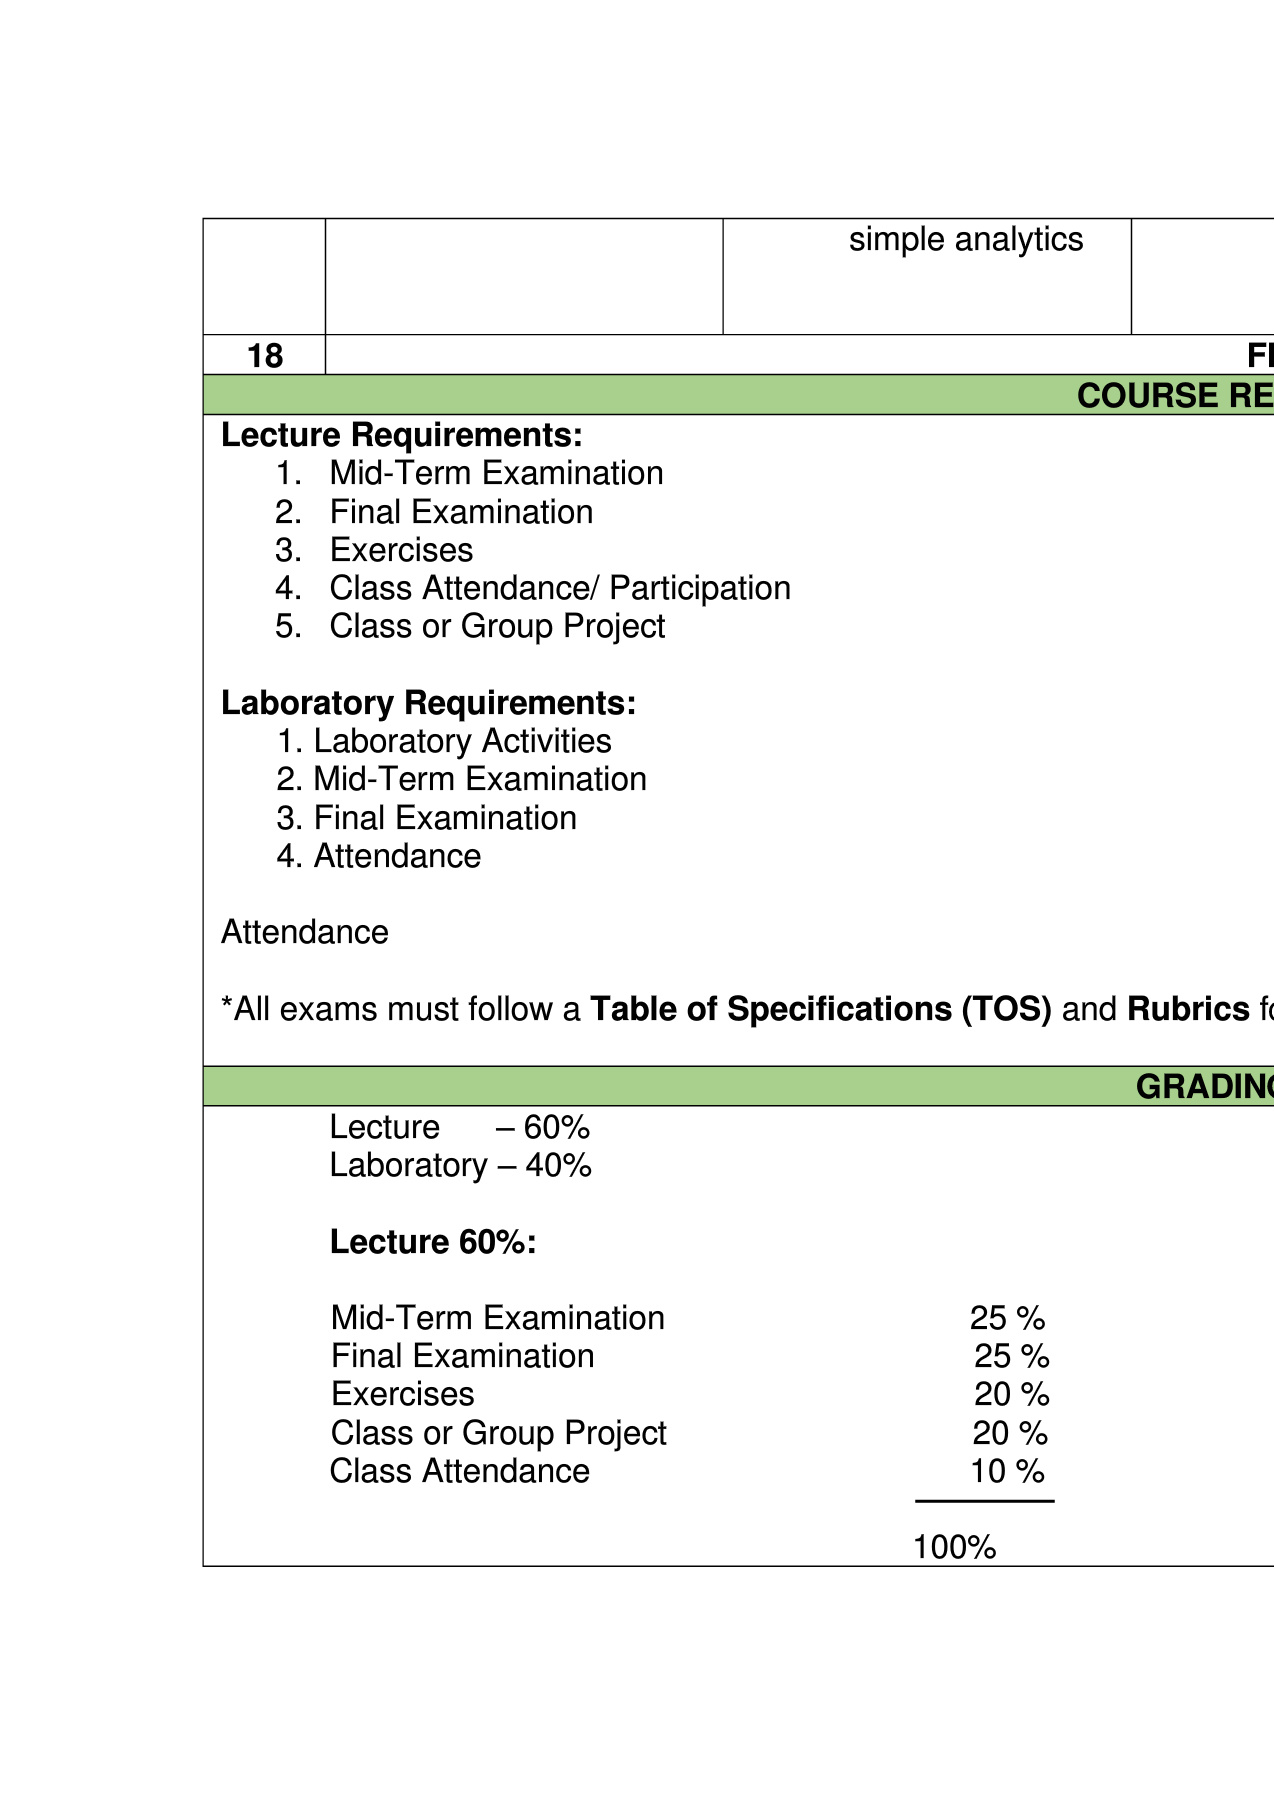 simple analytics
18 FI
COURSE RE
Lecture Requirements:
1. Mid-Term Examination
2. Final Examination
3. Exercises
4. Class Attendance/ Participation
5. Class or Group Project
Laboratory Requirements:
1. Laboratory Activities
2. Mid-Term Examination
3. Final Examination
4. Attendance
Attendance
*All exams must follow a Table of Specifications (TOS) and Rubrics fo
GRADING
Lecture – 60%
Laboratory – 40%
Lecture 60%:
Mid-Term Examination 25 %
Final Examination 25 %
Exercises 20 %
Class or Group Project 20 %
Class Attendance 10 %
100%